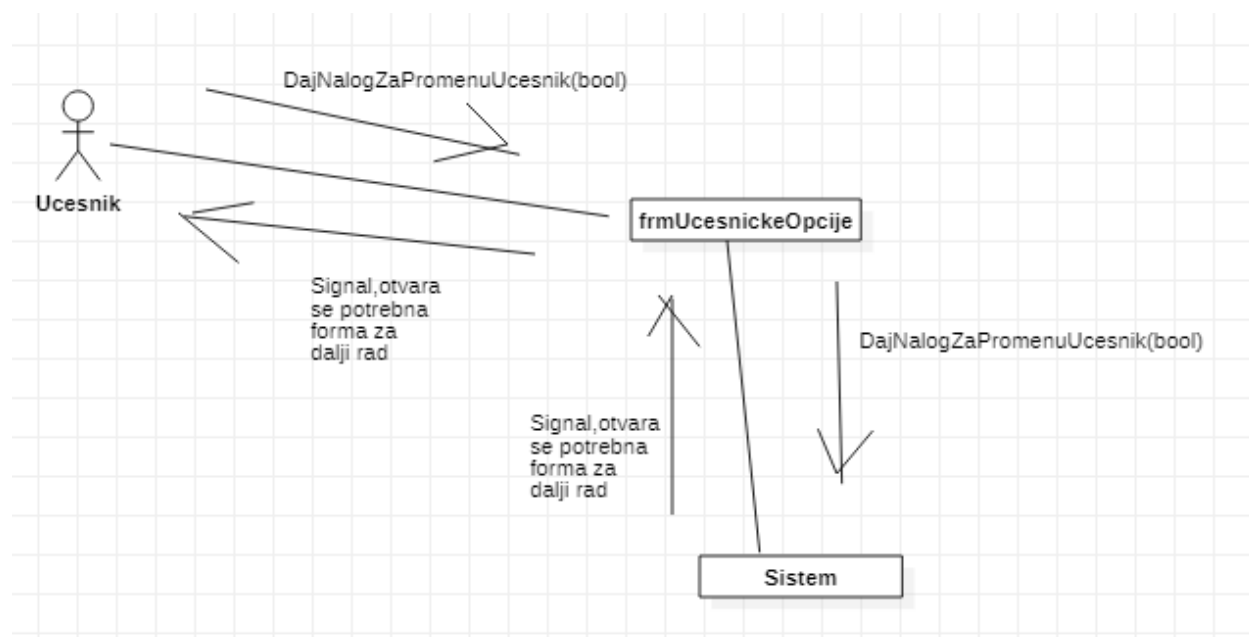 DajNalogZaPromenuUcesnik(bool)
Ucesnik
frmUcesnickeOpcije
Signal,otvara
se potrebna
forma za
dalji rad
DajNalogZaPromenuUcesnik(bool)
Signal,otvara
se potrebna
forma za
dalji rad
Sistem